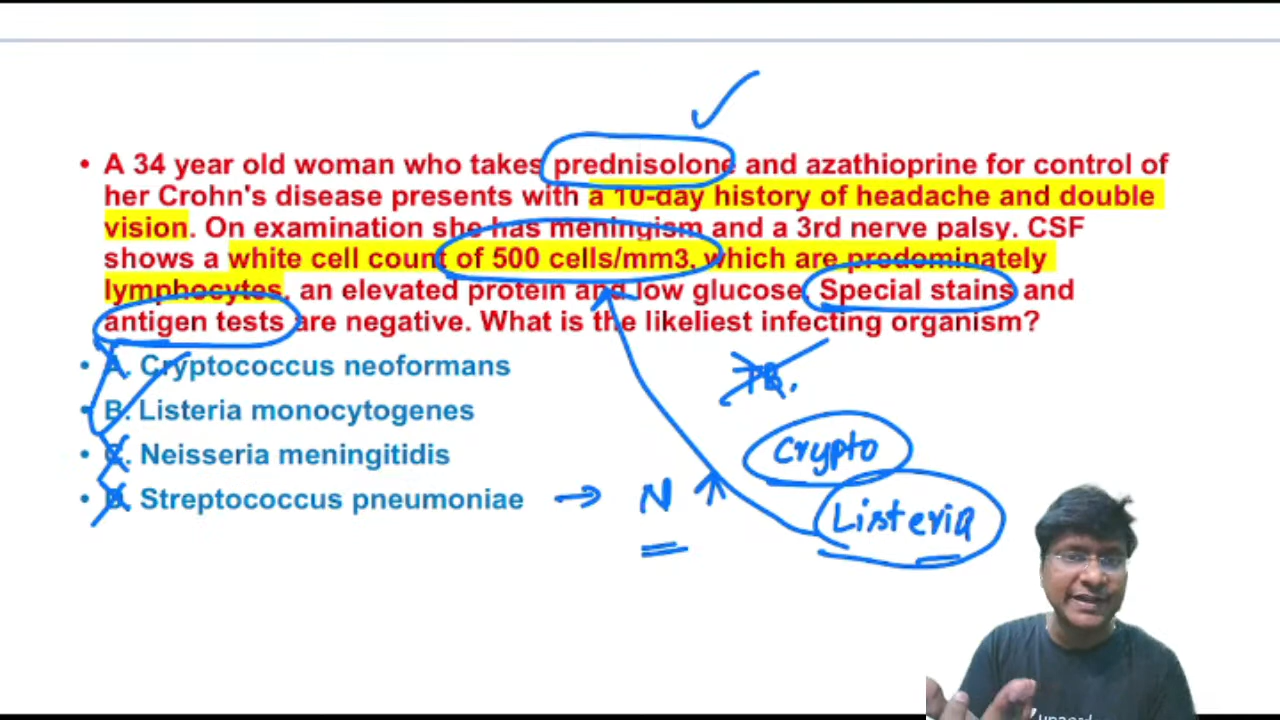 • A 34 year old woman who takes prednisolone and azathioprine for control of
her Crohn's disease presents with a 10-day history of headache and double
vision. On examination she has meningism and a 3rd nerve palsy. CSF
shows a white cell count of 500 cells/mm3, which are predominately
lymphocytes, an elevated protein and low glucose. Special stains and
antigen tests are negative. What is the likeliest infecting organism?
• A. Cryptococcus neoformans
• B. Listeria monocytogenes
• C. Neisseria meningitidis
• D. Streptococcus pneumoniae → N ↑
TB.
Crypto
Listeria